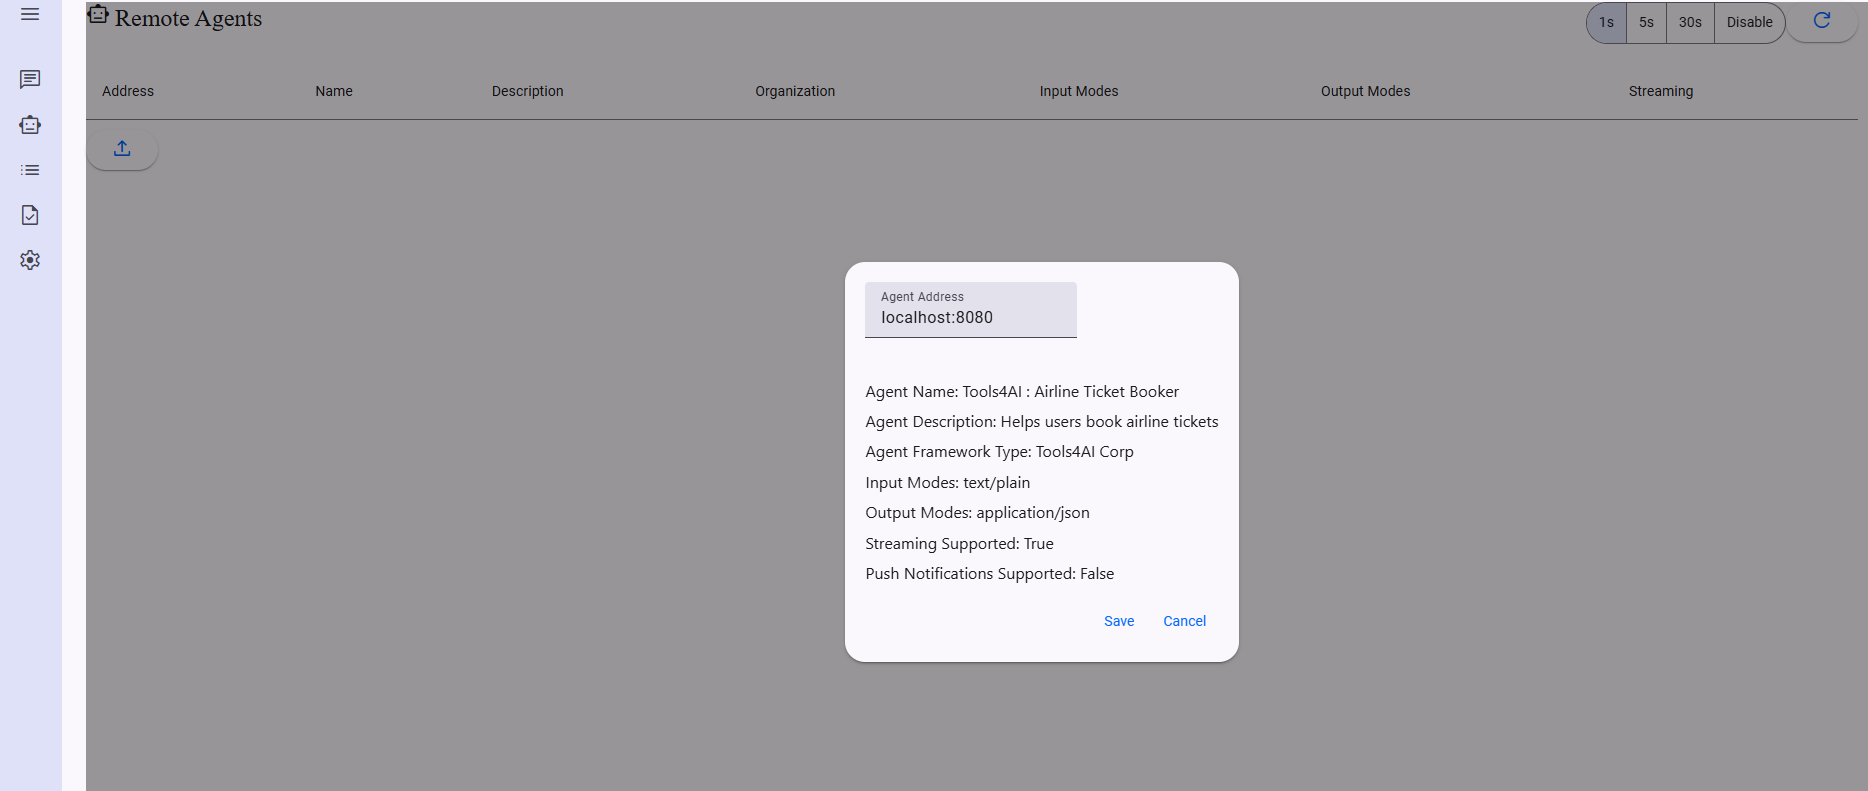 Remote Agents
1s 5s 30s Disable
Address Name Description Organization Input Modes Output Modes Streaming
Agent Address
localhost:8080
Agent Name: Tools4AI : Airline Ticket Booker
Agent Description: Helps users book airline tickets
Agent Framework Type: Tools4AI Corp
Input Modes: text/plain
Output Modes: application/json
Streaming Supported: True
Push Notifications Supported: False
Save Cancel